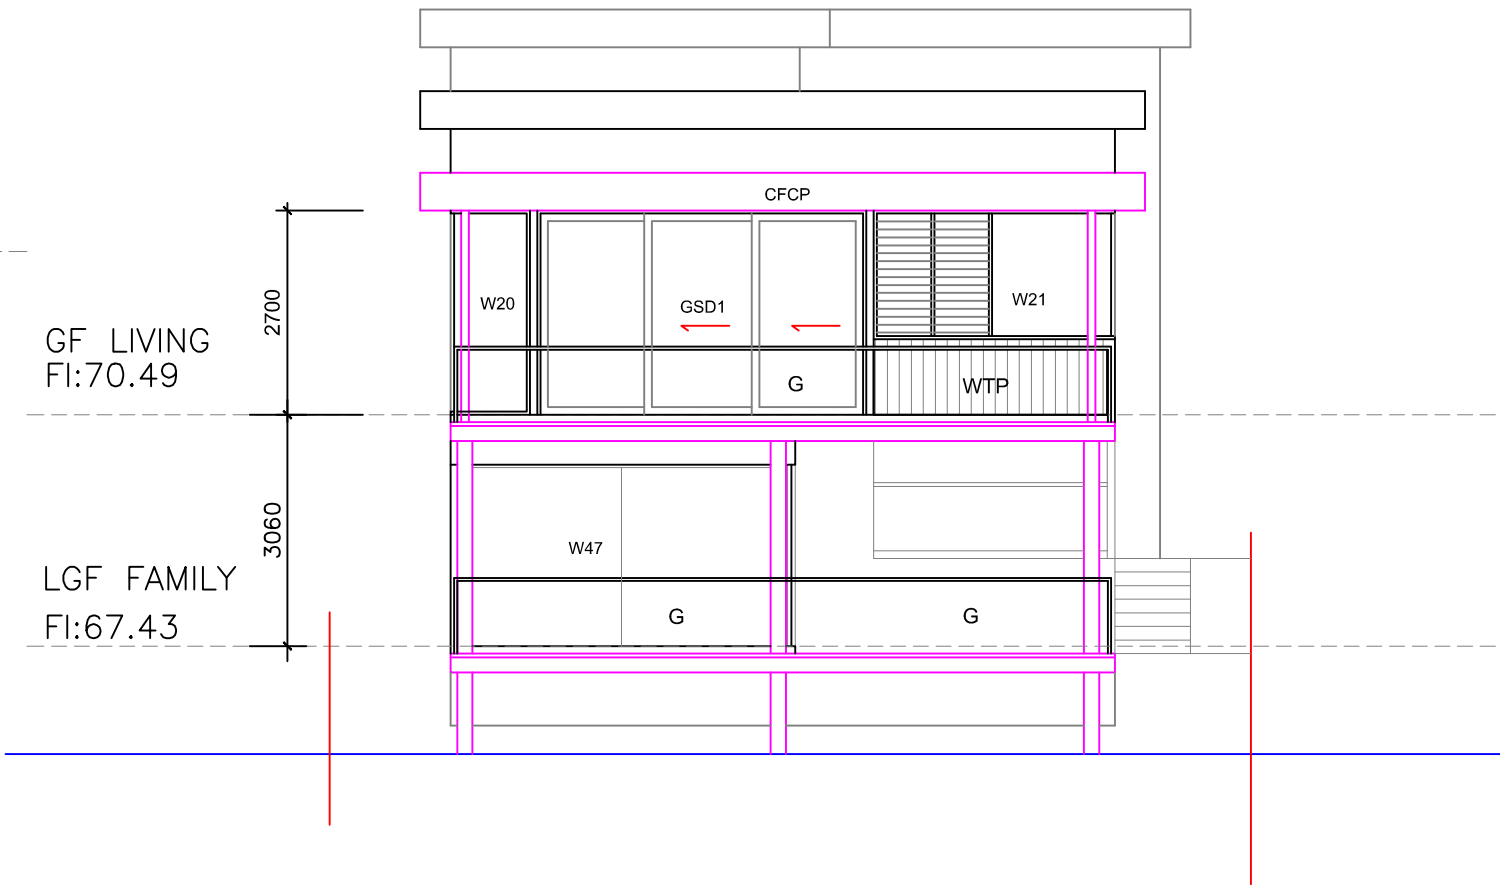 CFCP
2700
W20
GSD1
W21
GF LIVING
FI:70.49
G
WTP
3060
W47
LGF FAMILY
FI:67.43
G
G